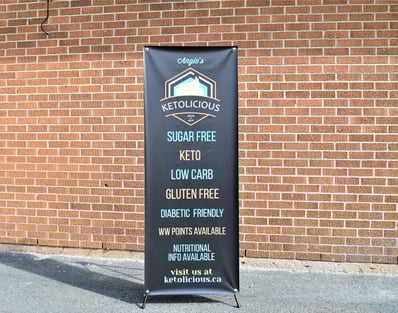 Angie's
KETOLICIOUS
SUGAR FREE
KETO
LOW CARB
GLUTEN FREE
DIABETIC FRIENDLY
WW POINTS AVAILABLE
NUTRITIONAL
INFO AVAILABLE
visit us at
ketolicious.ca